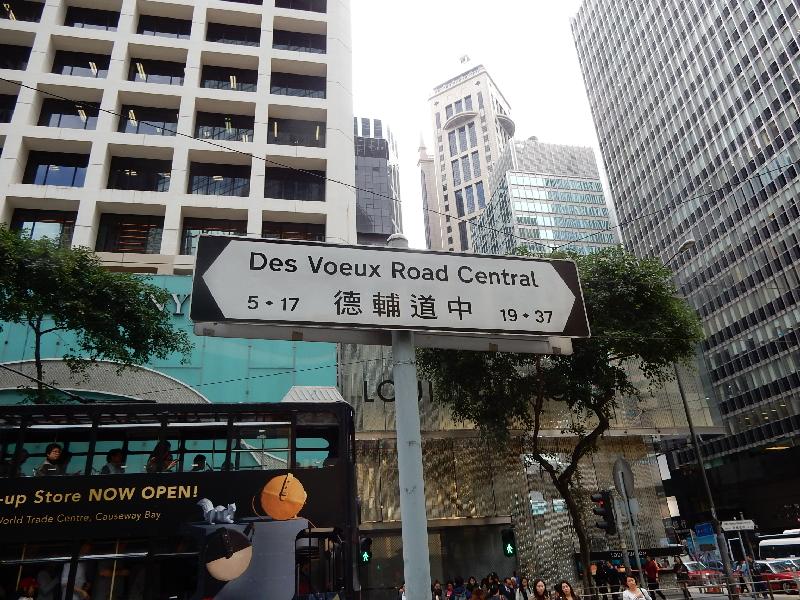 NY
Des Voeux Road Central
5 • 17 德輔道中 19 • 37
-up Store NOW OPEN!
World Trade Centre, Causeway Bay